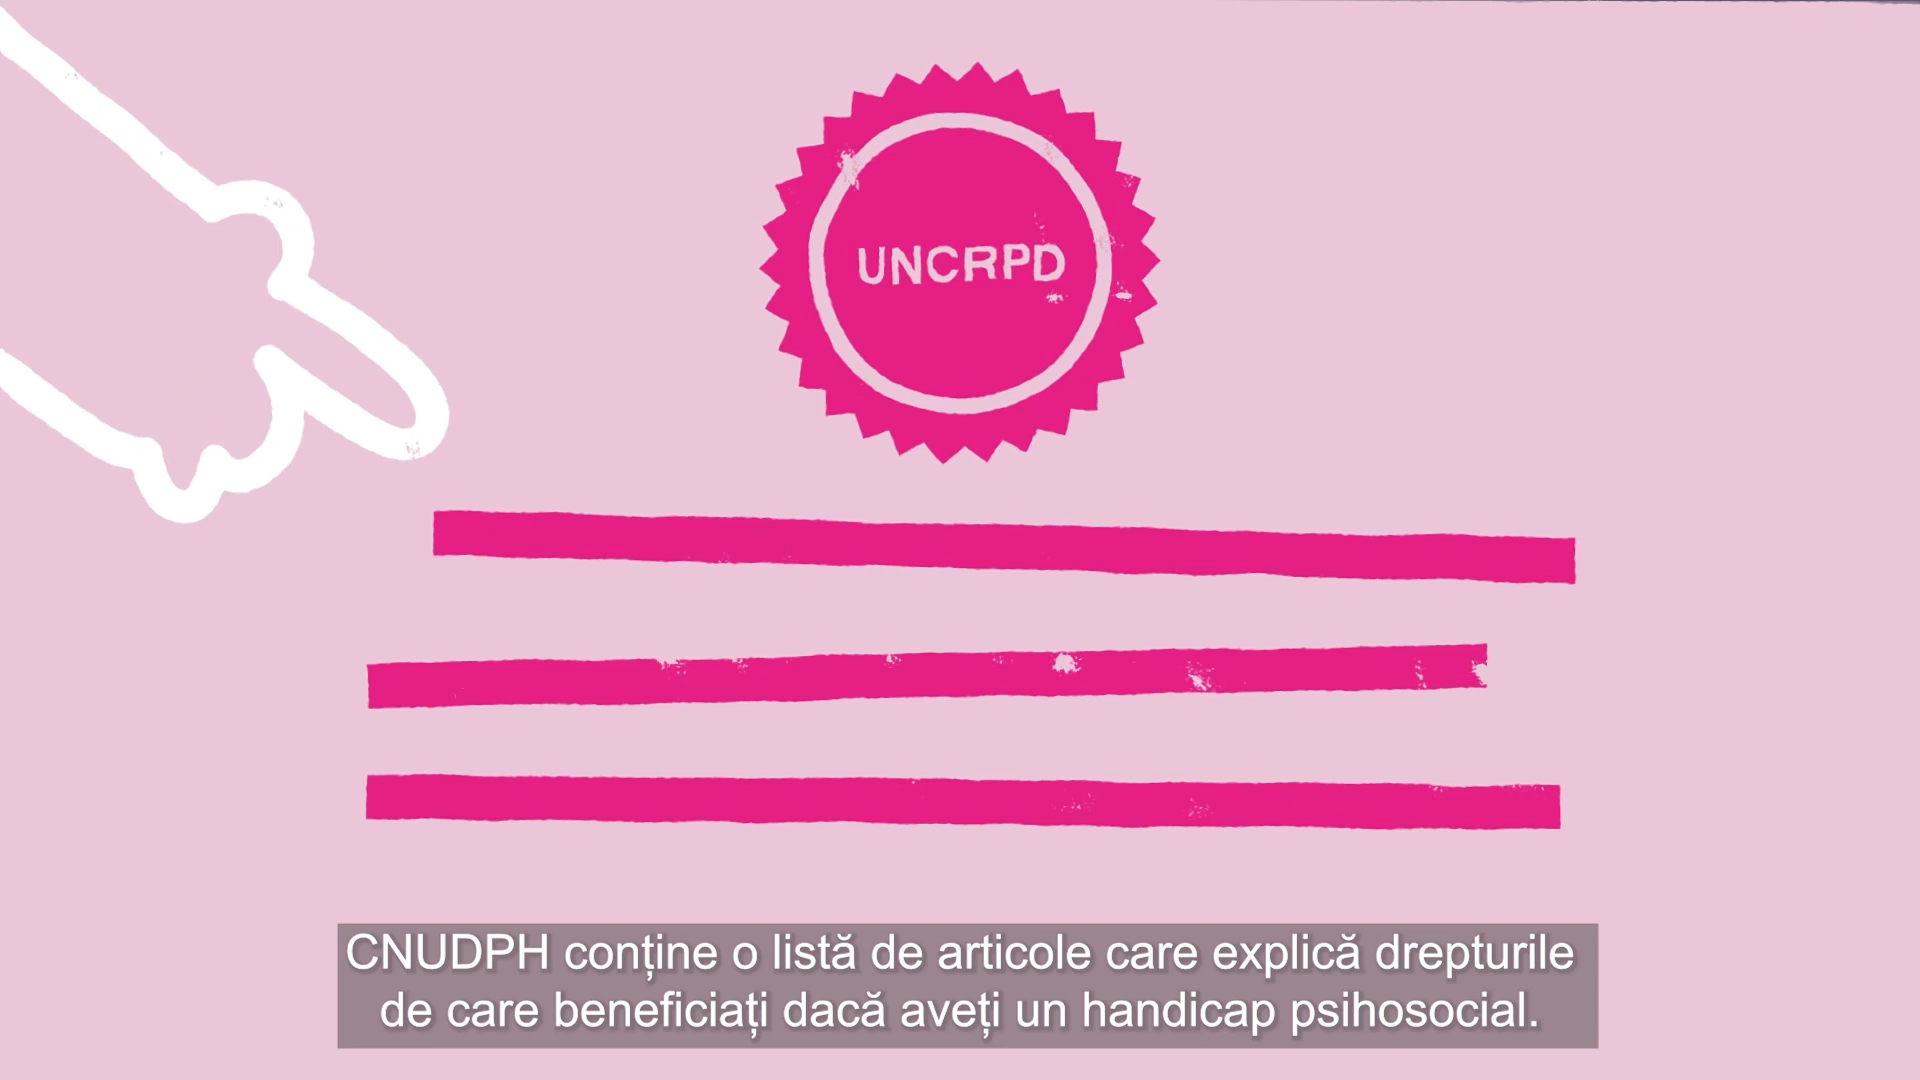 UNCRPD
CNUDPH conține o listă de articole care explică drepturile
de care beneficiați dacă aveți un handicap psihosocial.